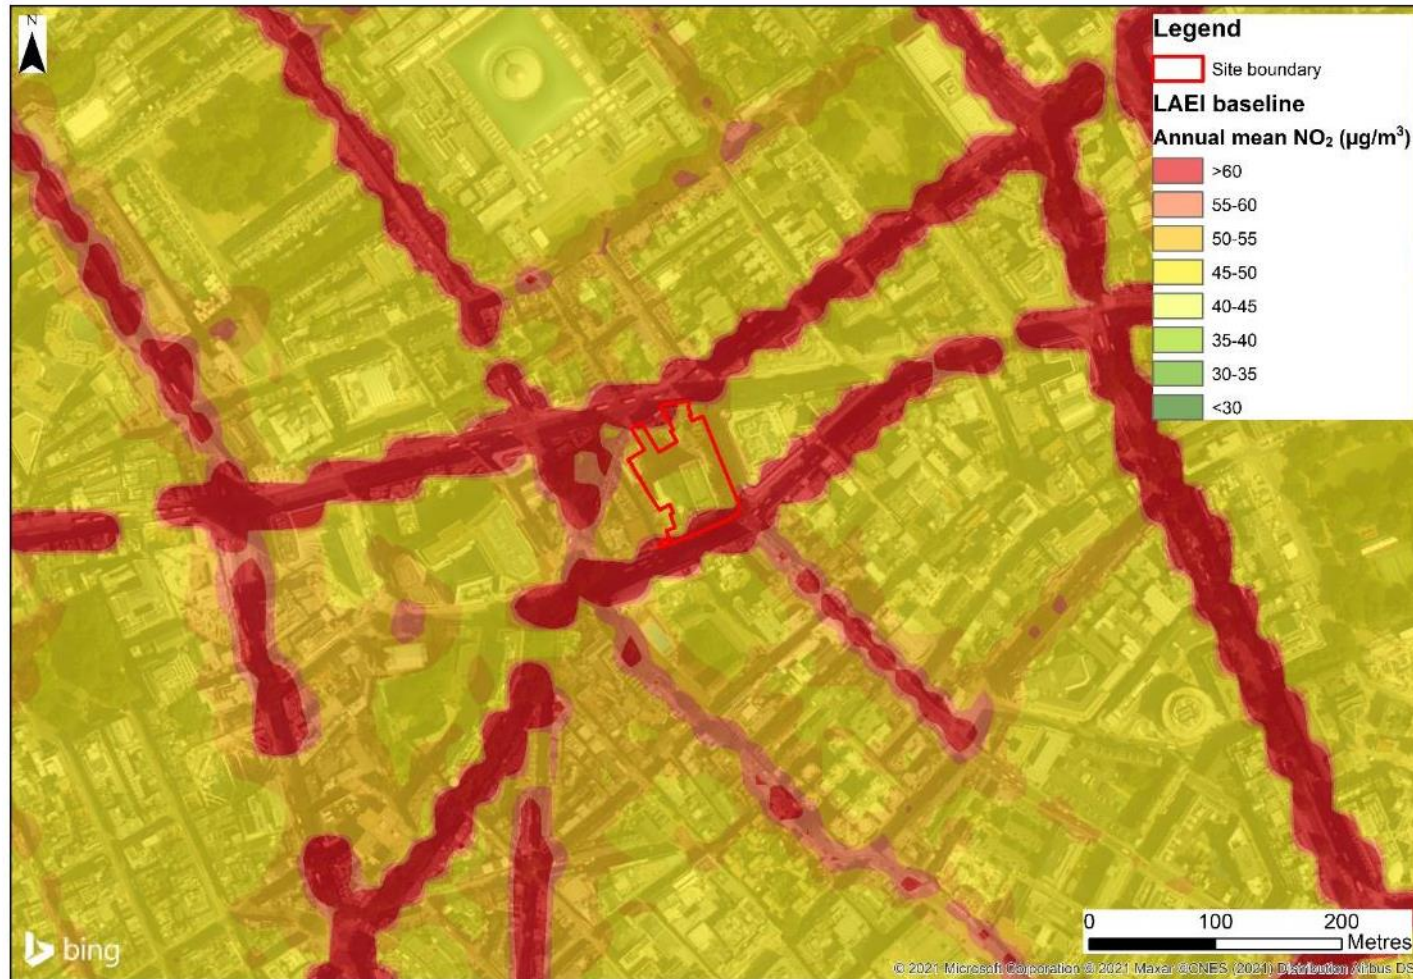 N
Legend
Site boundary
LAEI baseline
Annual mean NO₂ (µg/m³)
>60
55-60
50-55
45-50
40-45
35-40
30-35
<30
0 100 200
Metres
bing
© 2021 Microsoft Corporation © 2021 Maxar ©CNES (2021) Distribution Airbus DS